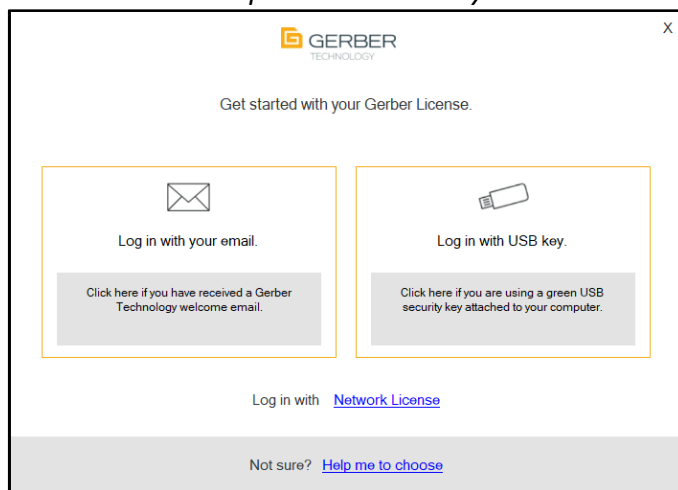 X
GERBER
TECHNOLOGY
Get started with your Gerber License.
Log in with your email.
Click here if you have received a Gerber
Technology welcome email.
Log in with USB key.
Click here if you are using a green USB
security key attached to your computer.
Log in with Network License
Not sure? Help me to choose